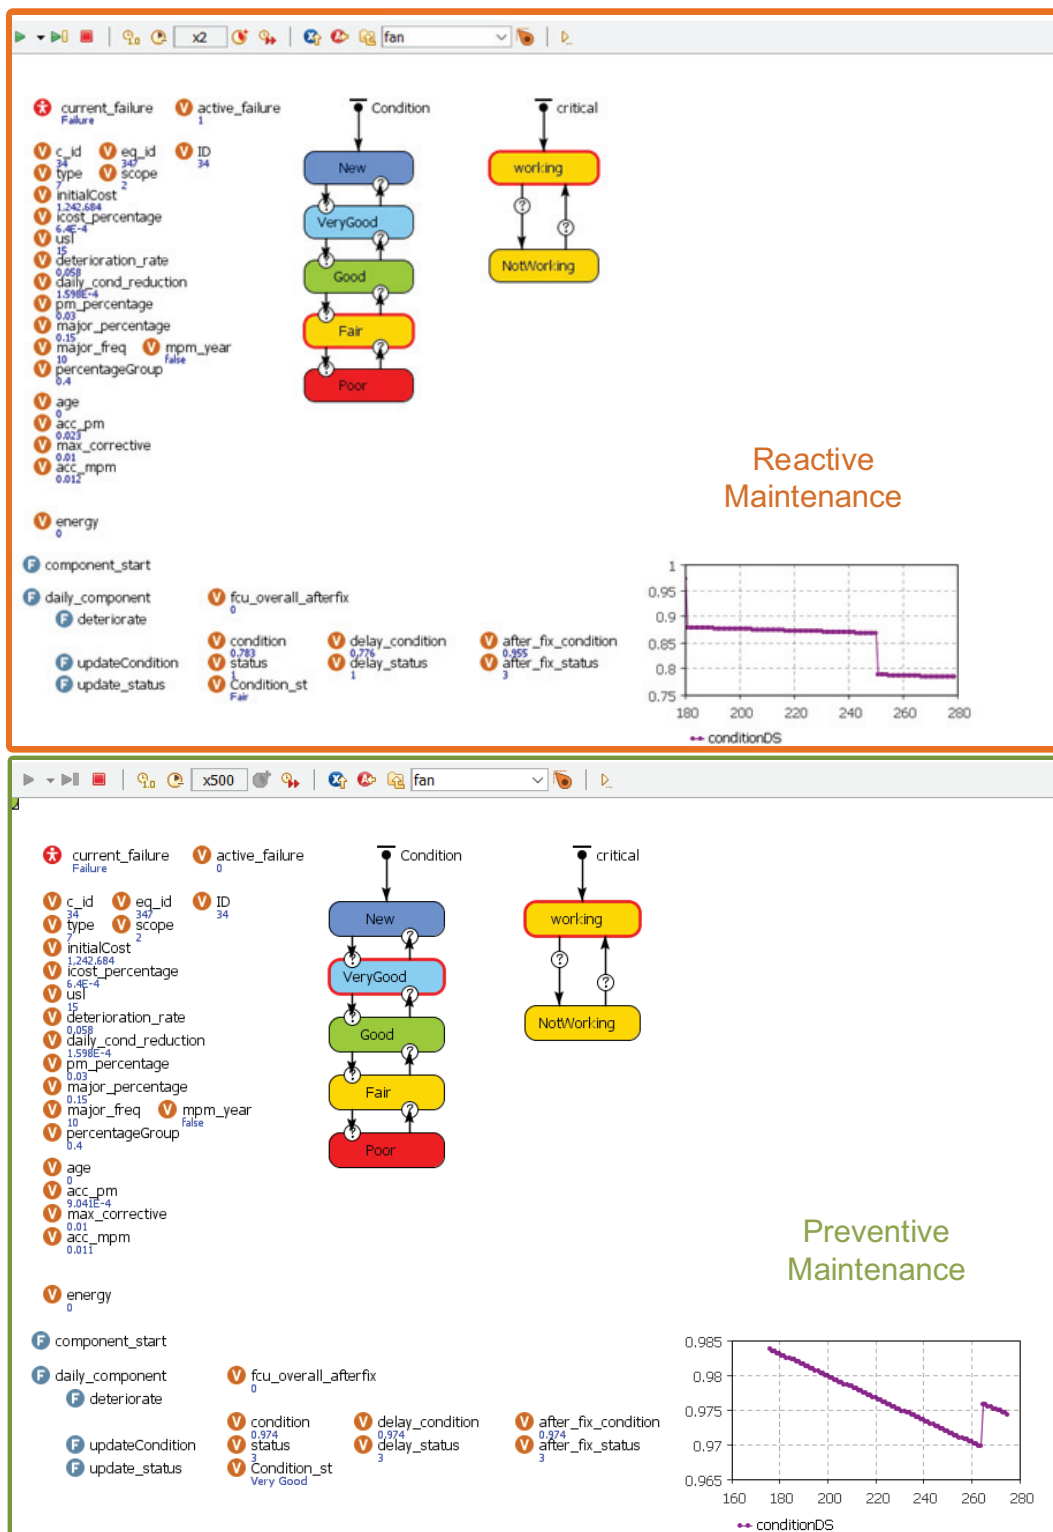 x2 fan
current_failure active_failure Condition critical
Failure 1
c_id eq_id ID
34 347 34
type scope
7 2
initialCost
1,242.684
icost_percentage
6.4E-4
usl
15
deterioration_rate
0.058
daily_cond_reduction
1.598E-4
pm_percentage
0.03
major_percentage
0.15
major_freq mpm_year
10 false
percentageGroup
0.4
age
0
acc_pm
0.023
max_corrective
0.01
acc_mpm
0.012
energy
0
New
VeryGood
Good
Fair
Poor
working
NotWorking
?
Reactive
Maintenance
component_start
daily_component fcu_overall_afterfix
0
deteriorate
condition delay_condition after_fix_condition
0.783 0.776 0.955
updateCondition status delay_status after_fix_status
1 1 3
update_status Condition_st
Fair
1
0.95
0.9
0.85
0.8
0.75
180 200 220 240 260 280
conditionDS
x500 fan
current_failure active_failure Condition critical
Failure 0
c_id eq_id ID
34 347 34
type scope
7 2
initialCost
1,242.684
icost_percentage
6.4E-4
usl
15
deterioration_rate
0.058
daily_cond_reduction
1.598E-4
pm_percentage
0.03
major_percentage
0.15
major_freq mpm_year
10 false
percentageGroup
0.4
age
0
acc_pm
9.041E-4
max_corrective
0.01
acc_mpm
0.011
energy
0
New
VeryGood
Good
Fair
Poor
working
NotWorking
?
Preventive
Maintenance
component_start
daily_component fcu_overall_afterfix
0
deteriorate
condition delay_condition after_fix_condition
0.974 0.974 0.974
updateCondition status delay_status after_fix_status
3 3 3
update_status Condition_st
Very Good
0.985
0.98
0.975
0.97
0.965
160 180 200 220 240 260 280
conditionDS